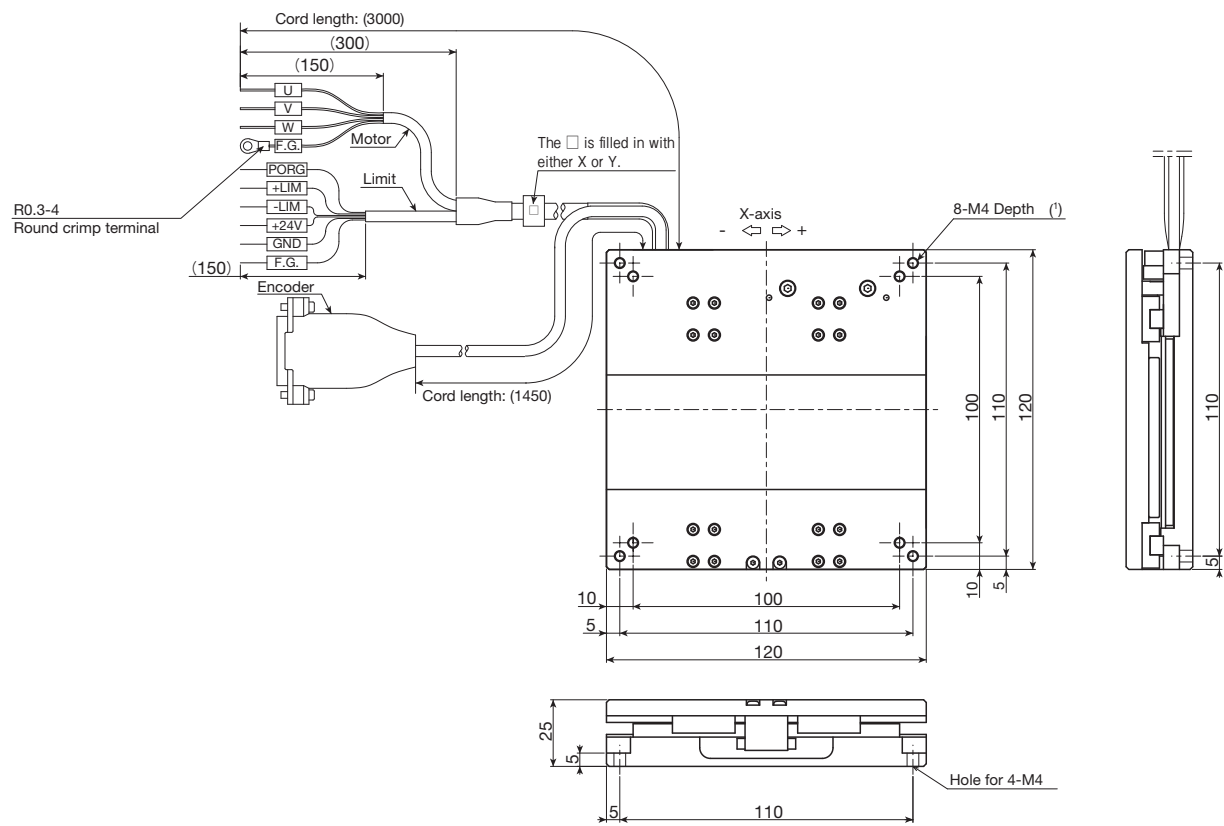 Cord length: (3000)
(300)
(150)
U
V
W
F.G.
Motor
The □ is filled in with
either X or Y.
PORG
+LIM
-LIM
+24V
GND
F.G.
Limit
□
R0.3-4
Round crimp terminal
(150)
Encoder
Cord length: (1450)
X-axis
- +
8-M4 Depth (¹)
100
110
120
10
5
110
5
10
100
5
110
120
25
5
5
110
Hole for 4-M4